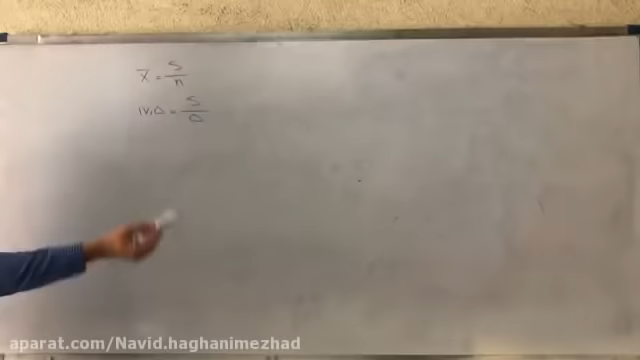 x̄ = S/n
۱۷,۵ = S/۵
aparat.com/Navid.haghanimezhad